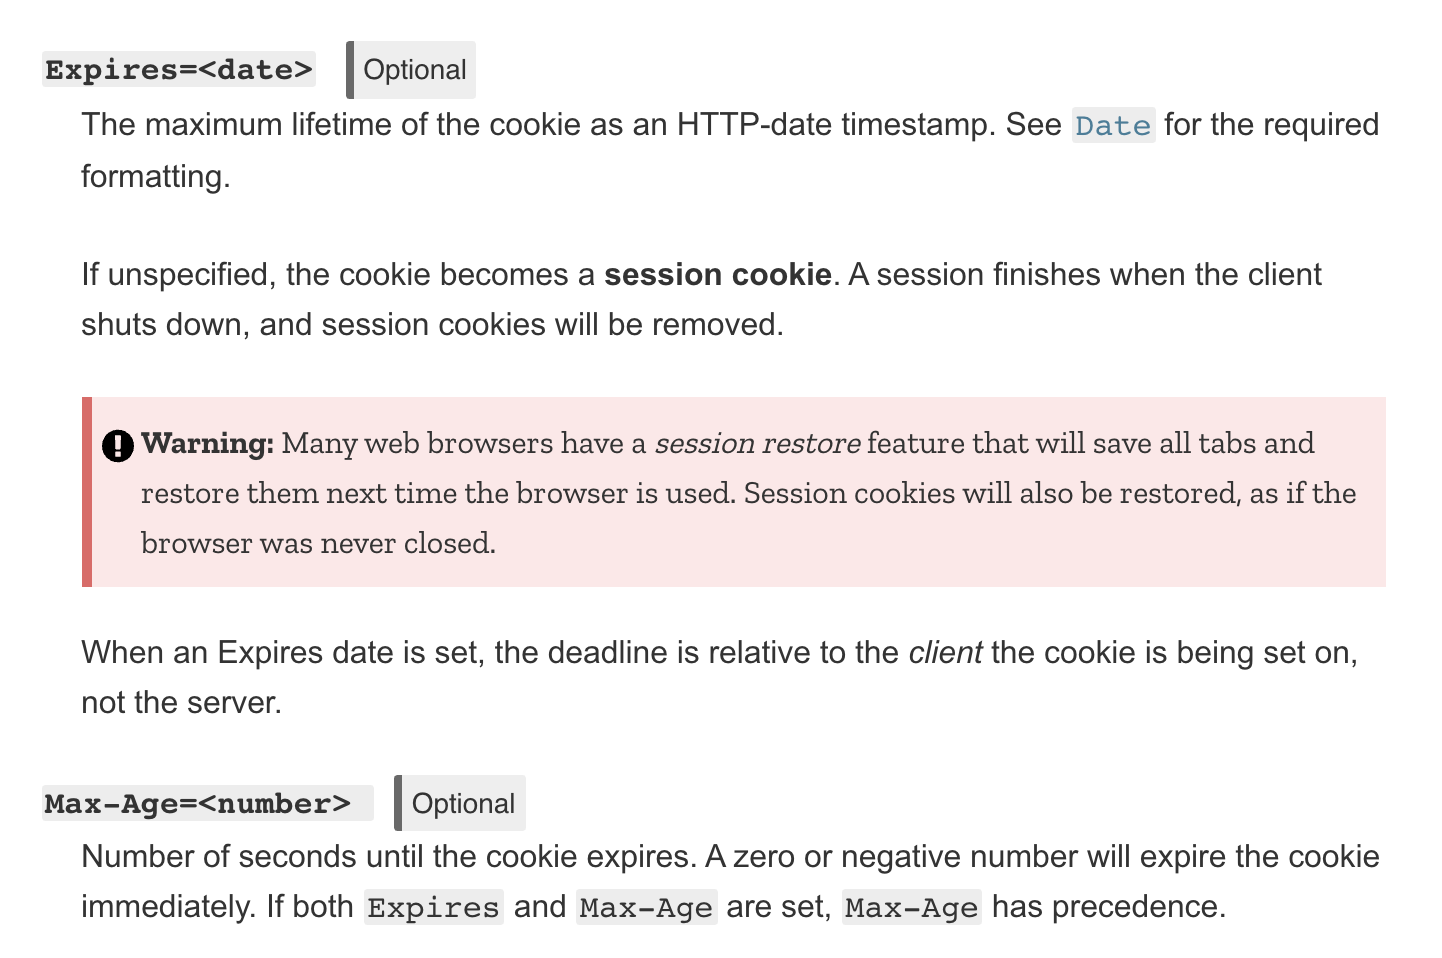 Expires=<date> Optional
The maximum lifetime of the cookie as an HTTP-date timestamp. See Date for the required
formatting.
If unspecified, the cookie becomes a session cookie. A session finishes when the client
shuts down, and session cookies will be removed.
Warning: Many web browsers have a session restore feature that will save all tabs and
restore them next time the browser is used. Session cookies will also be restored, as if the
browser was never closed.
When an Expires date is set, the deadline is relative to the client the cookie is being set on,
not the server.
Max-Age=<number> Optional
Number of seconds until the cookie expires. A zero or negative number will expire the cookie
immediately. If both Expires and Max-Age are set, Max-Age has precedence.